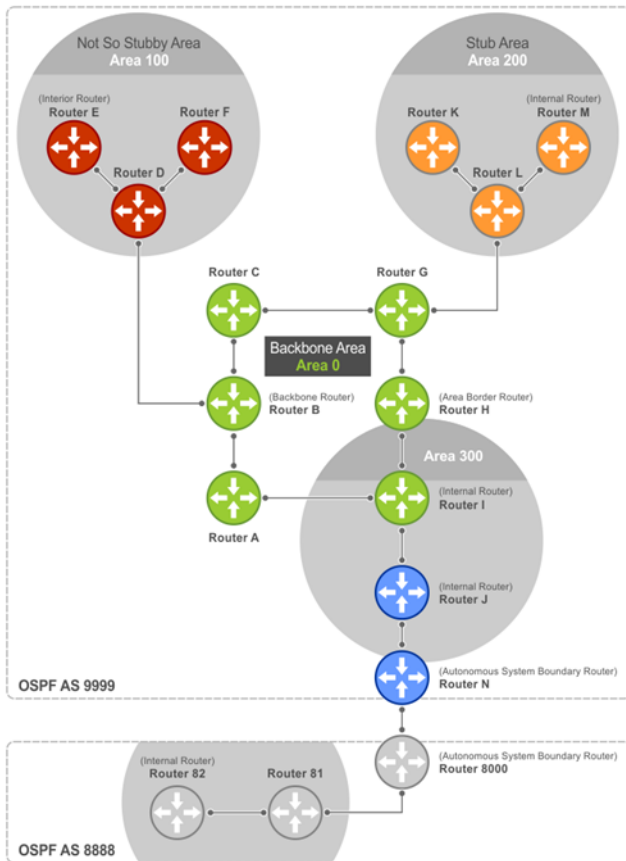 Not So Stubby Area
Area 100
(Interior Router)
Router E
Router F
Router D
Stub Area
Area 200
Router K
(Internal Router)
Router M
Router L
Router C
Router G
Backbone Area
Area 0
(Backbone Router)
Router B
(Area Border Router)
Router H
Area 300
Router A
(Internal Router)
Router I
(Internal Router)
Router J
(Autonomous System Boundary Router)
Router N
OSPF AS 9999
(Autonomous System Boundary Router)
Router 8000
(Internal Router)
Router 82
Router 81
OSPF AS 8888